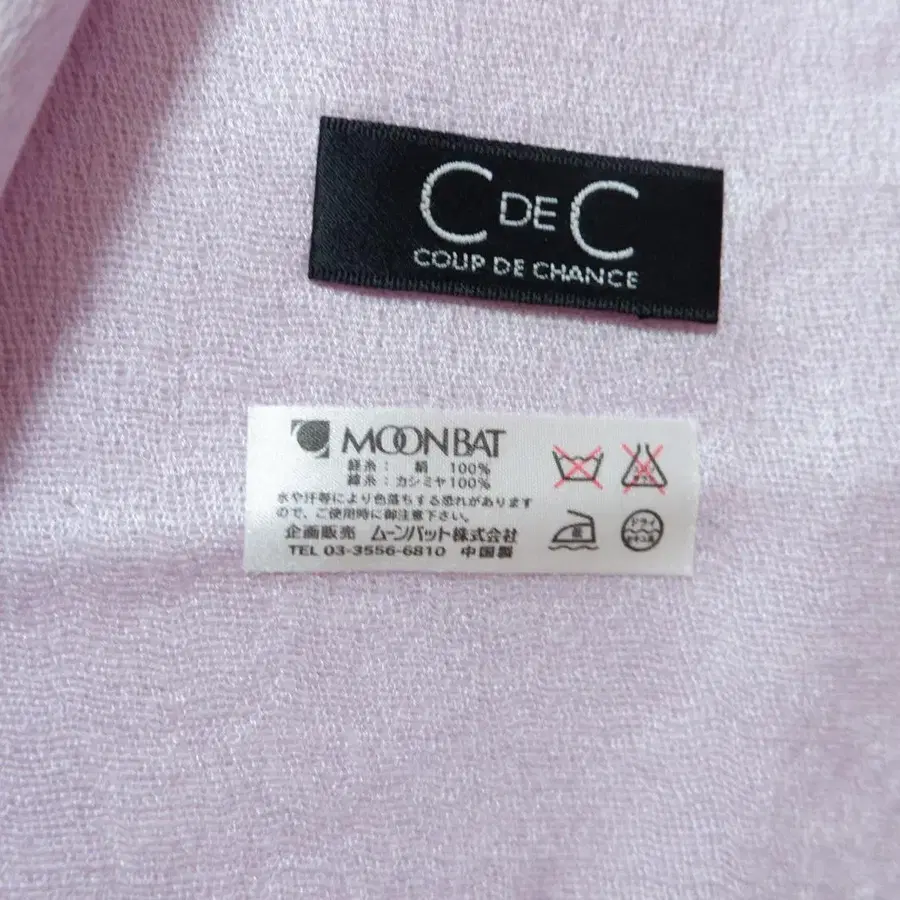 C DE C
COUP DE CHANCE
MOONBAT
経糸: 絹 100%
緯糸: カシミヤ100%
水や汗等により色落ちする恐れがあります
ので、ご使用時に御注意下さい。
企画販売 ムーンバット株式会社
TEL 03-3556-6810 中国製
ドライ